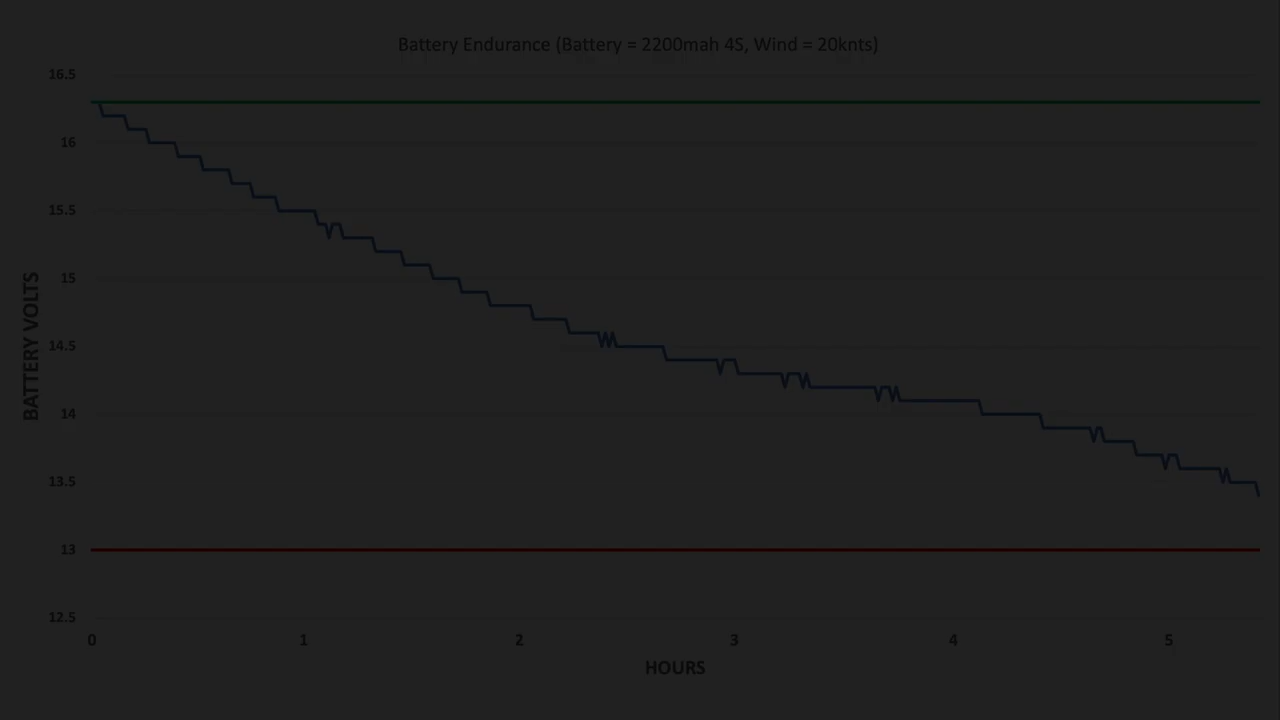 Battery Endurance (Battery = 2200mah 4S, Wind = 20knts)
16.5
16
15.5
15
14.5
14
13.5
13
12.5
BATTERY VOLTS
0 1 2 3 4 5
HOURS